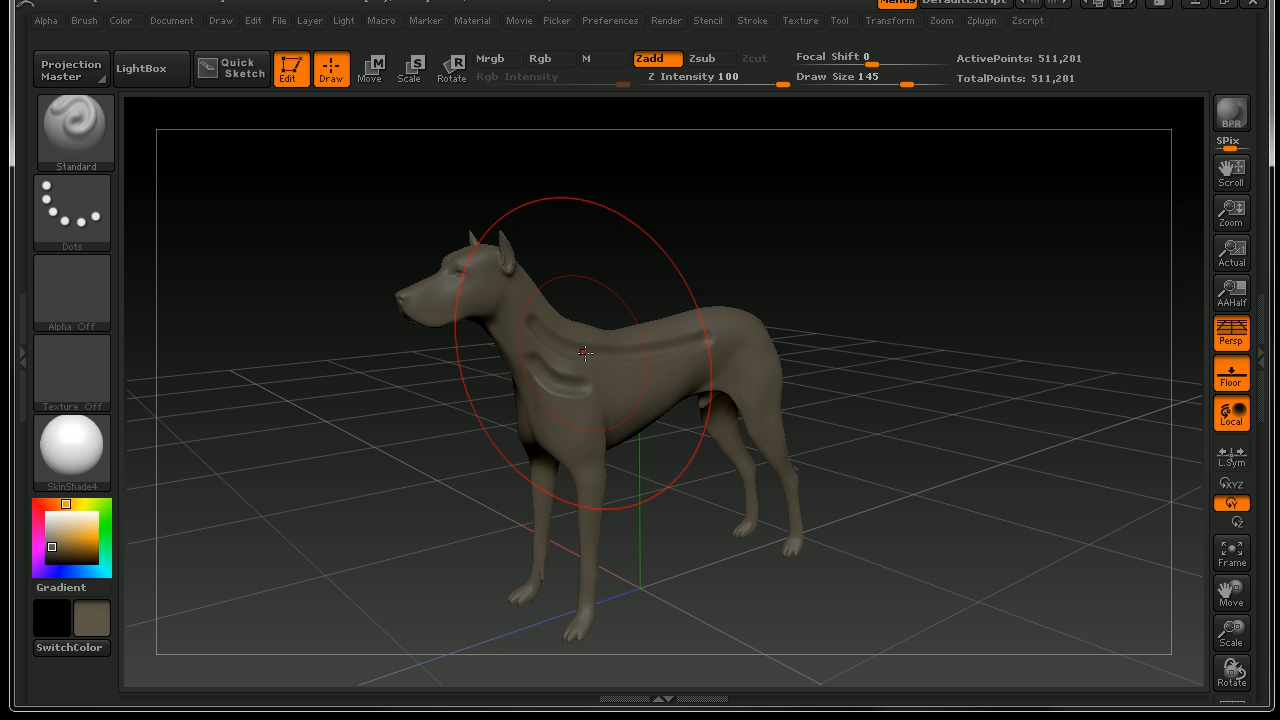 Menus DefaultZScript
Alpha Brush Color Document Draw Edit File Layer Light Macro Marker Material Movie Picker Preferences Render Stencil Stroke Texture Tool Transform Zoom Zplugin Zscript
Projection Master
LightBox
Quick Sketch
Edit
Draw
Move
Scale
Rotate
Mrgb Rgb M
Rgb Intensity
Zadd Zsub Zcut
Z Intensity 100
Focal Shift 0
Draw Size 145
ActivePoints: 511,201
TotalPoints: 511,201
Standard
Dots
Alpha Off
Texture Off
SkinShade4
Gradient
SwitchColor
BPR
SPix
Scroll
Zoom
Actual
AAHalf
Persp
Floor
Local
L.Sym
XYZ
Y
Z
Frame
Move
Scale
Rotate